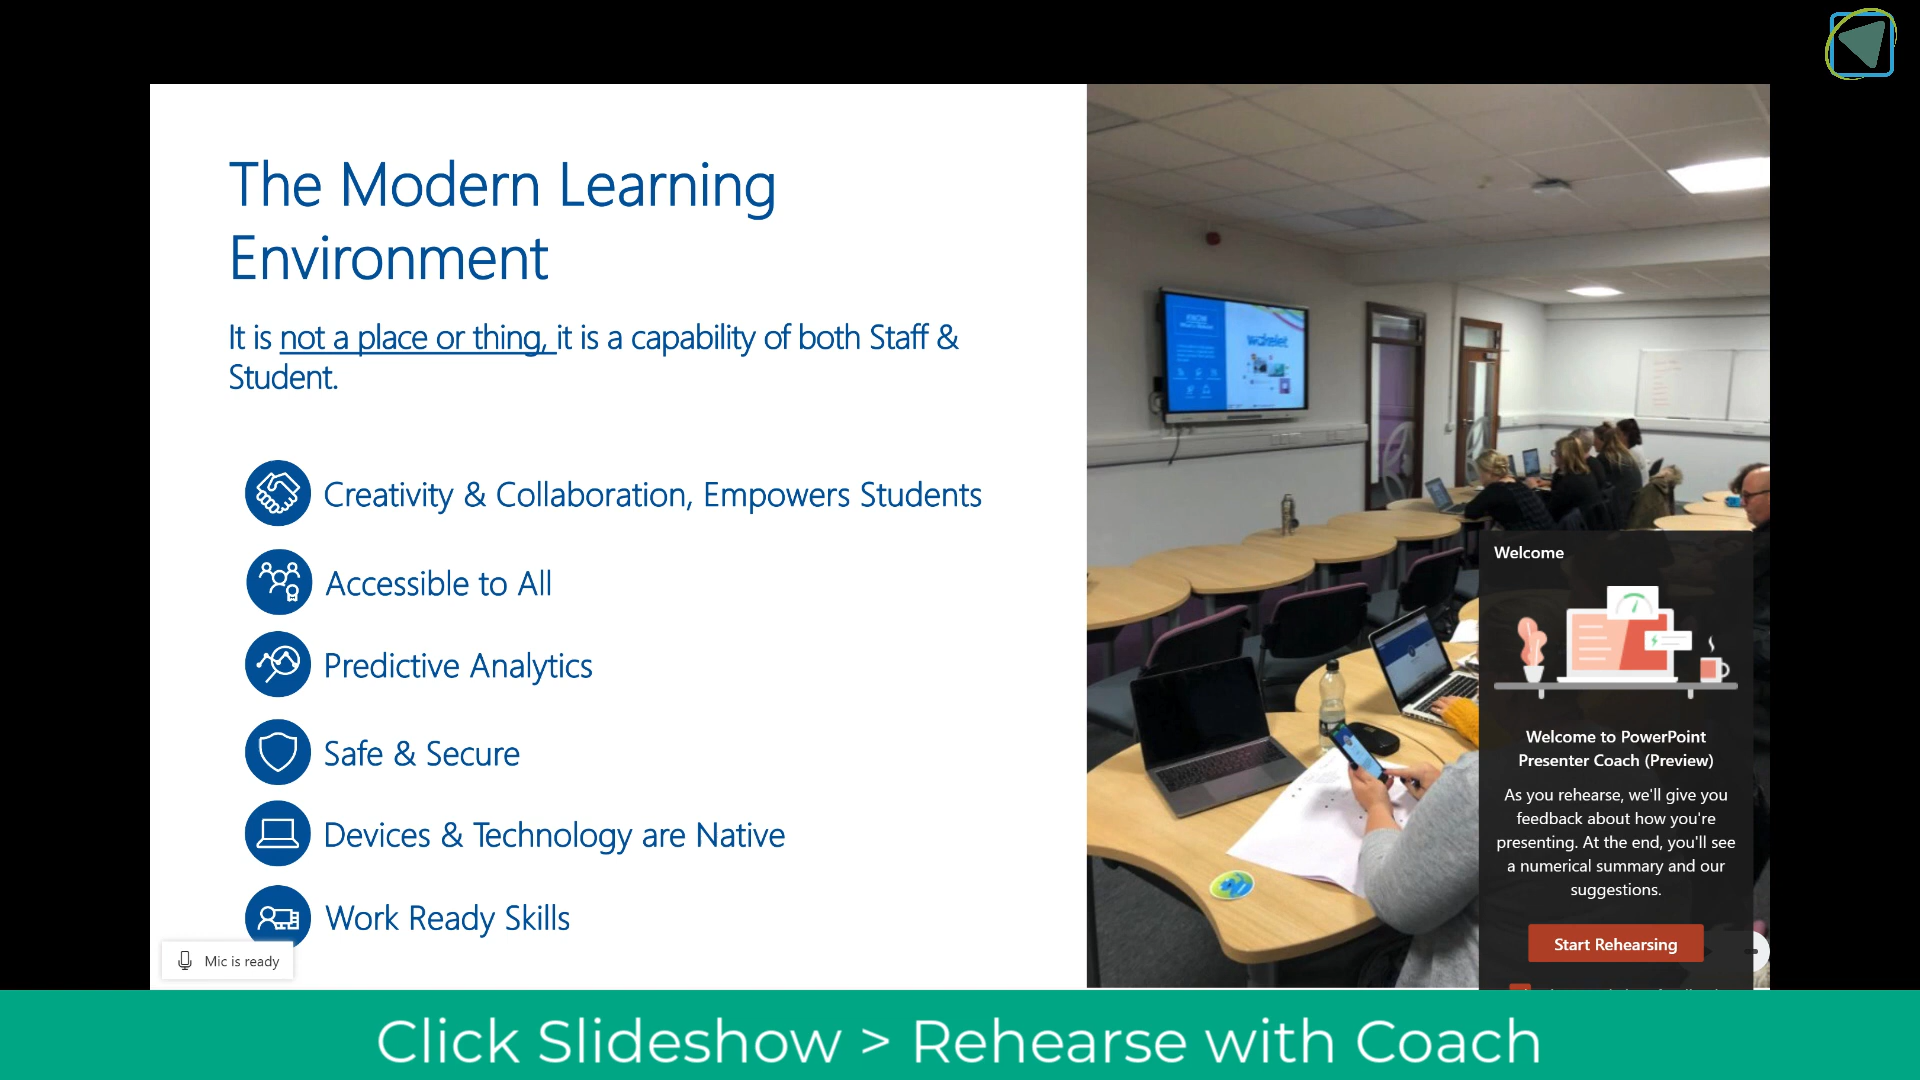 The Modern Learning
Environment
It is not a place or thing, it is a capability of both Staff &
Student.
Creativity & Collaboration, Empowers Students
Accessible to All
Predictive Analytics
Safe & Secure
Devices & Technology are Native
Work Ready Skills
Mic is ready
wakelet
Welcome
Welcome to PowerPoint
Presenter Coach (Preview)
As you rehearse, we'll give you
feedback about how you're
presenting. At the end, you'll see
a numerical summary and our
suggestions.
Start Rehearsing
Click Slideshow > Rehearse with Coach